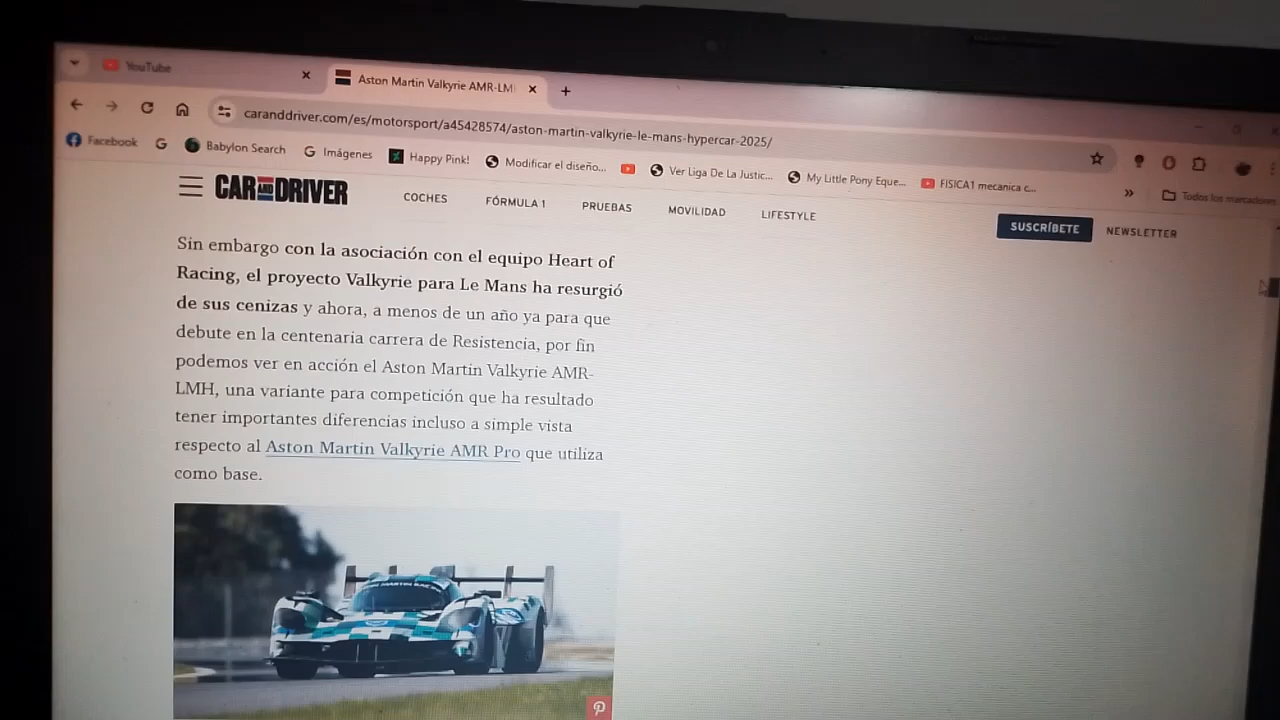 YouTube
Aston Martin Valkyrie AMR-LM
caranddriver.com/es/motorsport/a45428574/aston-martin-valkyrie-le-mans-hypercar-2025/
Facebook
Babylon Search
Imágenes
Happy Pink!
Modificar el diseño...
Ver Liga De La Justic...
My Little Pony Eque...
FISICA1 mecanica c...
Todos los marcadores
CAR AND DRIVER
COCHES
FÓRMULA 1
PRUEBAS
MOVILIDAD
LIFESTYLE
SUSCRÍBETE
NEWSLETTER
Sin embargo con la asociación con el equipo Heart of
Racing, el proyecto Valkyrie para Le Mans ha resurgió
de sus cenizas y ahora, a menos de un año ya para que
debute en la centenaria carrera de Resistencia, por fin
podemos ver en acción el Aston Martin Valkyrie AMR-
LMH, una variante para competición que ha resultado
tener importantes diferencias incluso a simple vista
respecto al Aston Martin Valkyrie AMR Pro que utiliza
como base.